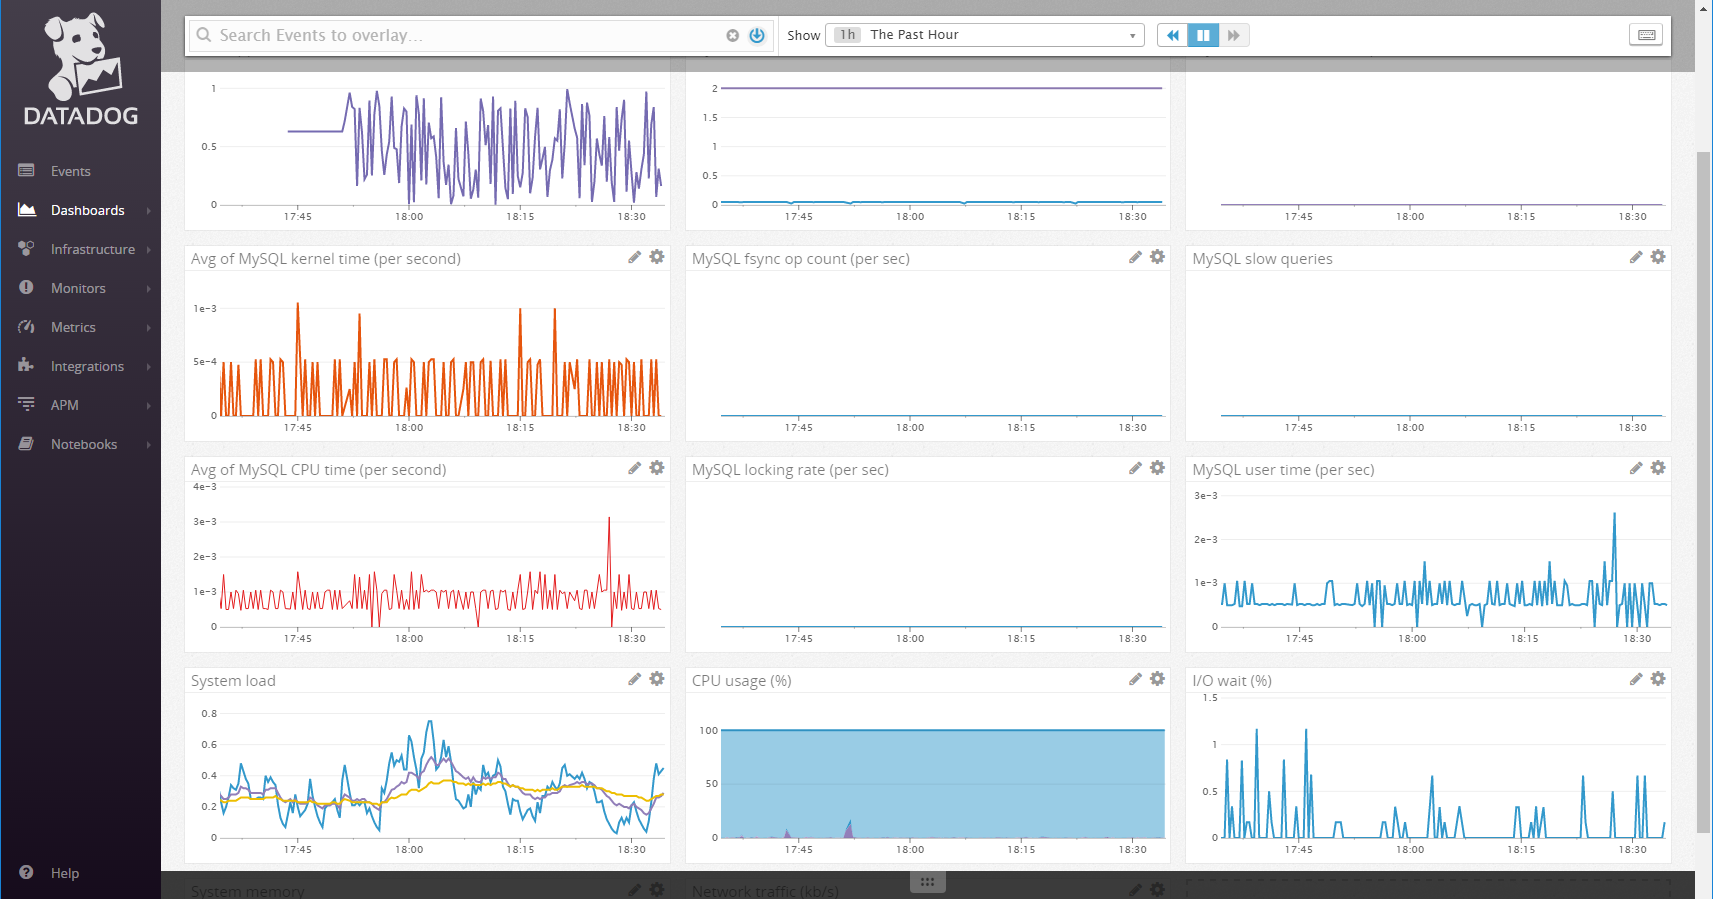 DATADOG
Events
Dashboards
Infrastructure
Monitors
Metrics
Integrations
APM
Notebooks
Help
Search Events to overlay...
Show 1h The Past Hour
1
0.5
0
17:45 18:00 18:15 18:30
2
1.5
1
0.5
0
17:45 18:00 18:15 18:30
17:45 18:00 18:15 18:30
Avg of MySQL kernel time (per second)
1e-3
5e-4
0
17:45 18:00 18:15 18:30
MySQL fsync op count (per sec)
17:45 18:00 18:15 18:30
MySQL slow queries
17:45 18:00 18:15 18:30
Avg of MySQL CPU time (per second)
4e-3
3e-3
2e-3
1e-3
0
17:45 18:00 18:15 18:30
MySQL locking rate (per sec)
17:45 18:00 18:15 18:30
MySQL user time (per sec)
3e-3
2e-3
1e-3
0
17:45 18:00 18:15 18:30
System load
0.8
0.6
0.4
0.2
0
17:45 18:00 18:15 18:30
CPU usage (%)
100
50
0
17:45 18:00 18:15 18:30
I/O wait (%)
1.5
1
0.5
0
17:45 18:00 18:15 18:30
System memory
Network traffic (kb/s)